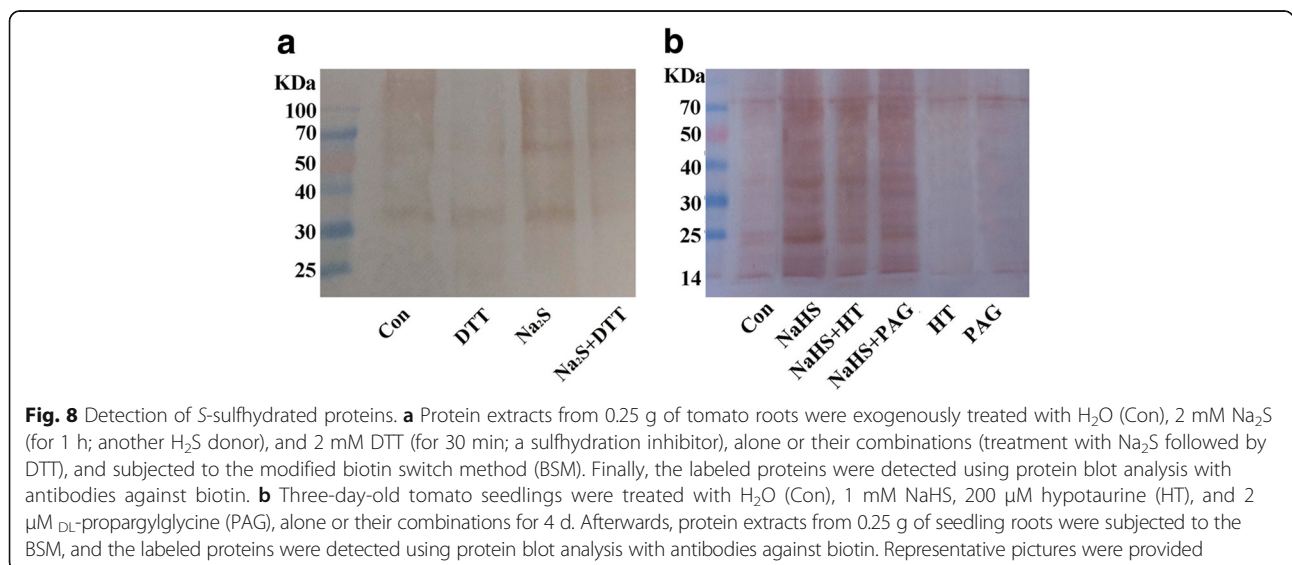 a
b
KDa
100
70
50
40
30
25
Con
DTT
Na₂S
Na₂S+DTT
KDa
70
50
40
30
25
14
Con
NaHS
NaHS+HT
NaHS+PAG
HT
PAG
Fig. 8 Detection of S-sulfhydrated proteins. a Protein extracts from 0.25 g of tomato roots were exogenously treated with H₂O (Con), 2 mM Na₂S
(for 1 h; another H₂S donor), and 2 mM DTT (for 30 min; a sulfhydration inhibitor), alone or their combinations (treatment with Na₂S followed by
DTT), and subjected to the modified biotin switch method (BSM). Finally, the labeled proteins were detected using protein blot analysis with
antibodies against biotin. b Three-day-old tomato seedlings were treated with H₂O (Con), 1 mM NaHS, 200 μM hypotaurine (HT), and 2
μM DL-propargylglycine (PAG), alone or their combinations for 4 d. Afterwards, protein extracts from 0.25 g of seedling roots were subjected to the
BSM, and the labeled proteins were detected using protein blot analysis with antibodies against biotin. Representative pictures were provided